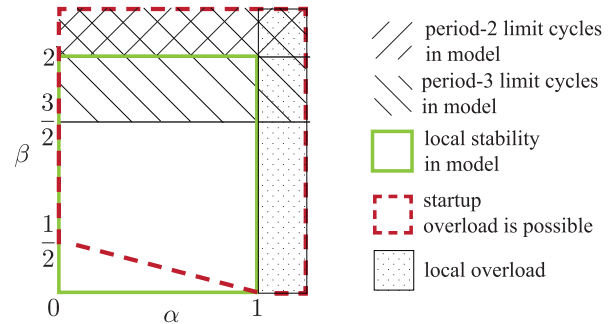 2
3
2
β
1
2
0
α
1
period-2 limit cycles
in model
period-3 limit cycles
in model
local stability
in model
startup
overload is possible
local overload